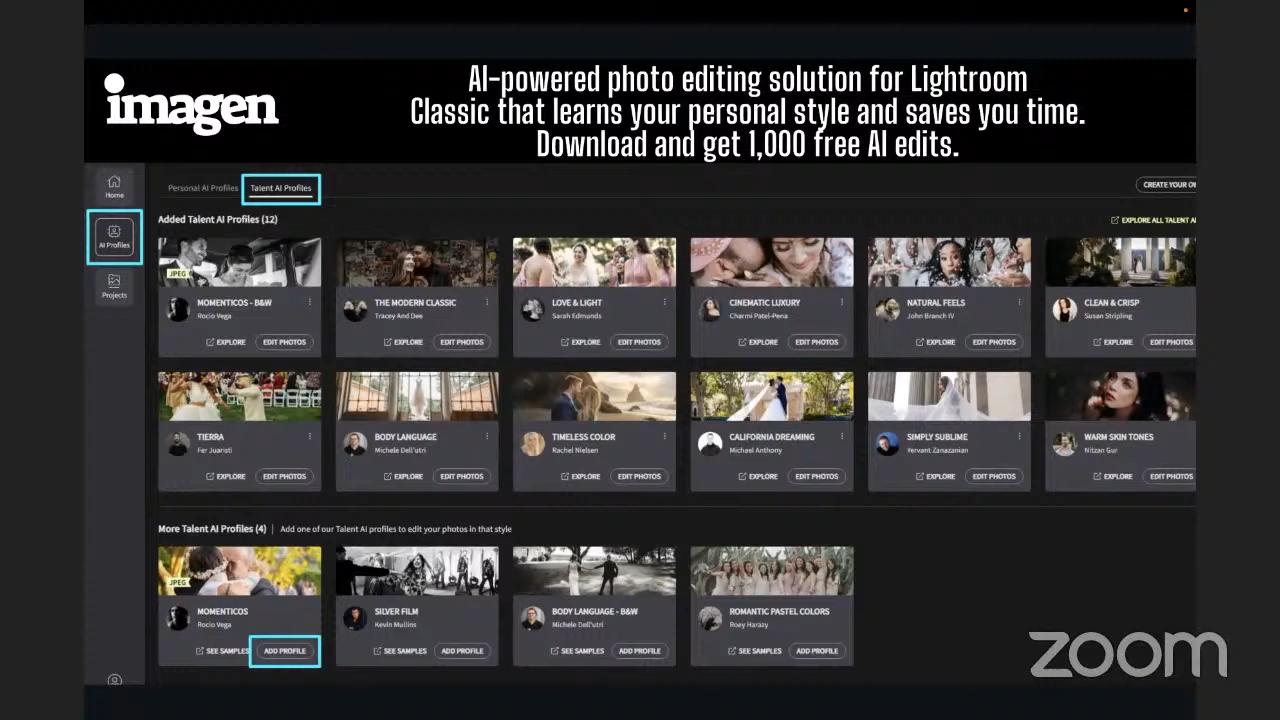 imagen
AI-powered photo editing solution for Lightroom
Classic that learns your personal style and saves you time.
Download and get 1,000 free AI edits.
Home
AI Profiles
Projects
Personal AI Profiles
Talent AI Profiles
CREATE YOUR OW
Added Talent AI Profiles (12)
EXPLORE ALL TALENT A
JPEG
MOMENTICOS - B&W
Rocio Vega
EXPLORE
EDIT PHOTOS
THE MODERN CLASSIC
Tracey And Dee
EXPLORE
EDIT PHOTOS
LOVE & LIGHT
Sarah Edmunds
EXPLORE
EDIT PHOTOS
CINEMATIC LUXURY
Charmi Patel-Pena
EXPLORE
EDIT PHOTOS
NATURAL FEELS
John Branch IV
EXPLORE
EDIT PHOTOS
CLEAN & CRISP
Susan Stripling
EXPLORE
EDIT PHOTOS
TIERRA
Fer Juaristi
EXPLORE
EDIT PHOTOS
BODY LANGUAGE
Michele Dell'utri
EXPLORE
EDIT PHOTOS
TIMELESS COLOR
Rachel Nielsen
EXPLORE
EDIT PHOTOS
CALIFORNIA DREAMING
Michael Anthony
EXPLORE
EDIT PHOTOS
SIMPLY SUBLIME
Yervant Zanazanian
EXPLORE
EDIT PHOTOS
WARM SKIN TONES
Nitzan Gur
EXPLORE
EDIT PHOTOS
More Talent AI Profiles (4) | Add one of our Talent AI profiles to edit your photos in that style
JPEG
MOMENTICOS
Rocio Vega
SEE SAMPLES
ADD PROFILE
SILVER FILM
Kevin Mullins
SEE SAMPLES
ADD PROFILE
BODY LANGUAGE - B&W
Michele Dell'utri
SEE SAMPLES
ADD PROFILE
ROMANTIC PASTEL COLORS
Roey Haraay
SEE SAMPLES
ADD PROFILE
zoom